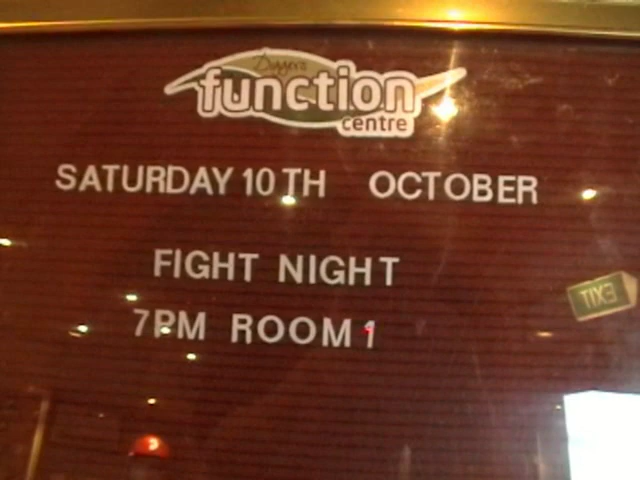 Diggers
function
centre
SATURDAY 10TH OCTOBER
FIGHT NIGHT
7PM ROOM 1
EXIT